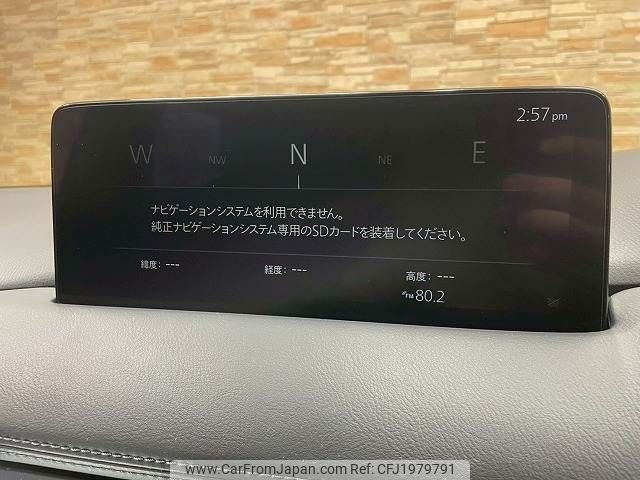 2:57 pm
W NW N NE E
ナビゲーションシステムを利用できません。
純正ナビゲーションシステム専用のSDカードを装着してください。
緯度: --- 経度: --- 高度: ---
FM 80.2
www.CarFromJapan.com | REF ID: CFJ1979791